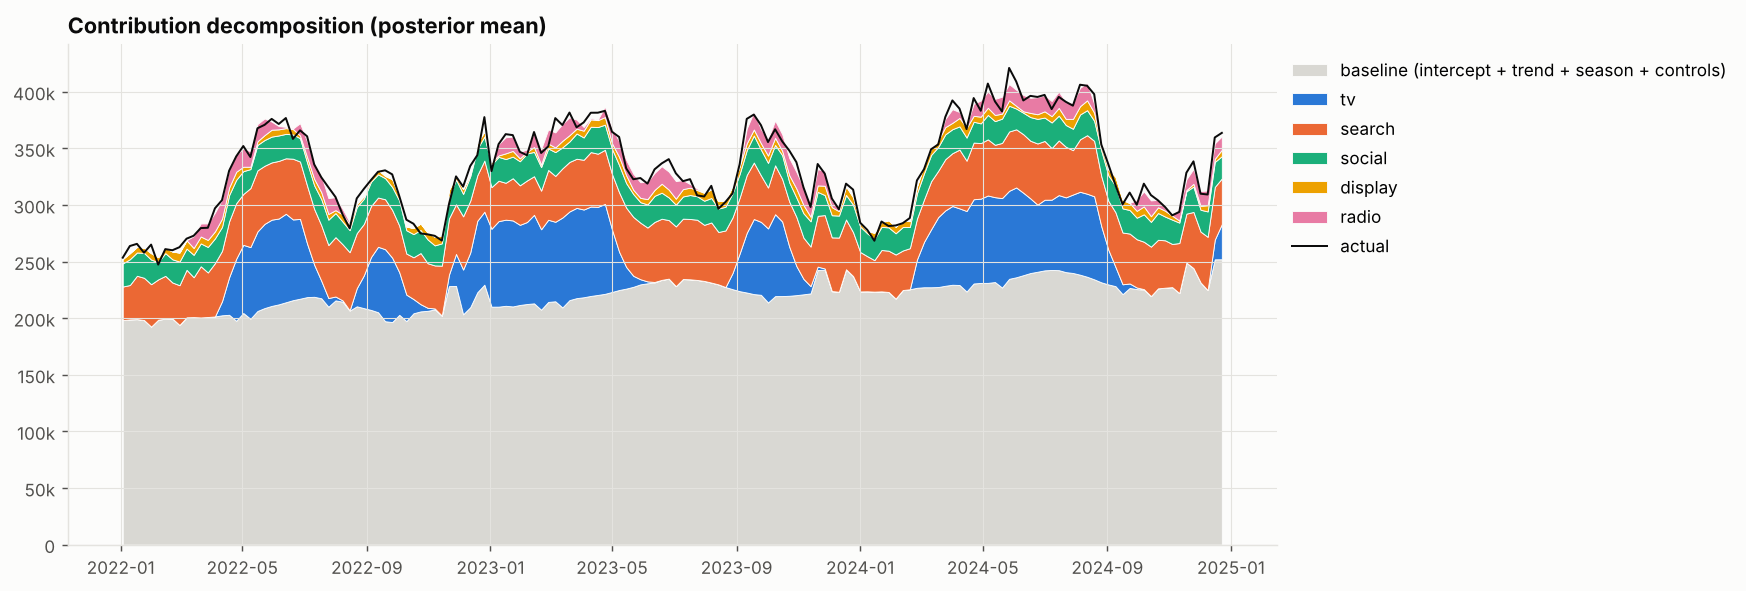 Contribution decomposition (posterior mean)
400k
350k
300k
250k
200k
150k
100k
50k
0
2022-01
2022-05
2022-09
2023-01
2023-05
2023-09
2024-01
2024-05
2024-09
2025-01
baseline (intercept + trend + season + controls)
tv
search
social
display
radio
actual